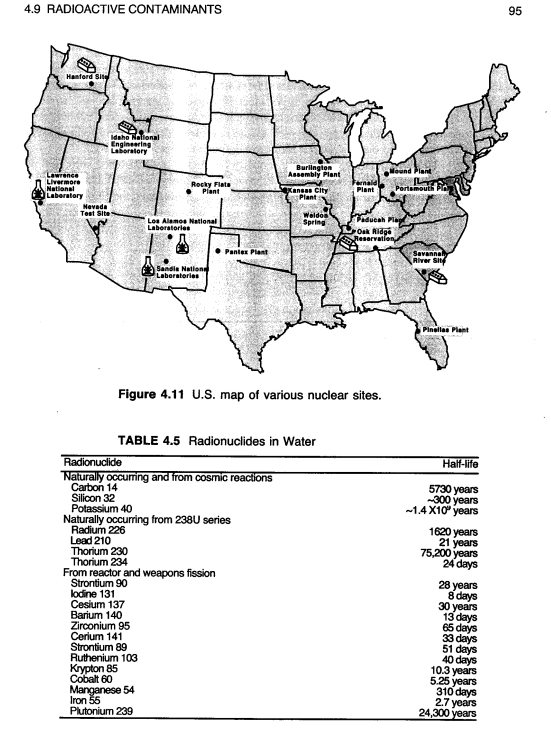 4.9 RADIOACTIVE CONTAMINANTS 95
Hanford Site
Idaho National
Engineering
Laboratory
Lawrence
Livermore
National
Laboratory
Nevada
Test Site
Rocky Flats
Plant
Los Alamos National
Laboratories
Sandia National
Laboratories
Pantex Plant
Burlington
Assembly Plant
Kansas City
Plant
Weldon
Spring
Mound Plant
Fernald
Plant
Portsmouth Plant
Paducah Plant
Oak Ridge
Reservation
Savannah
River Site
Pinellas Plant
Figure 4.11 U.S. map of various nuclear sites.
TABLE 4.5 Radionuclides in Water
Radionuclide Half-life
Naturally occurring and from cosmic reactions
Carbon 14 5730 years
Silicon 32 ~300 years
Potassium 40 ~1.4 X10⁹ years
Naturally occurring from 238U series
Radium 226 1620 years
Lead 210 21 years
Thorium 230 75,200 years
Thorium 234 24 days
From reactor and weapons fission
Strontium 90 28 years
Iodine 131 8 days
Cesium 137 30 years
Barium 140 13 days
Zirconium 95 65 days
Cerium 141 33 days
Strontium 89 51 days
Ruthenium 103 40 days
Krypton 85 10.3 years
Cobalt 60 5.25 years
Manganese 54 310 days
Iron 55 2.7 years
Plutonium 239 24,300 years